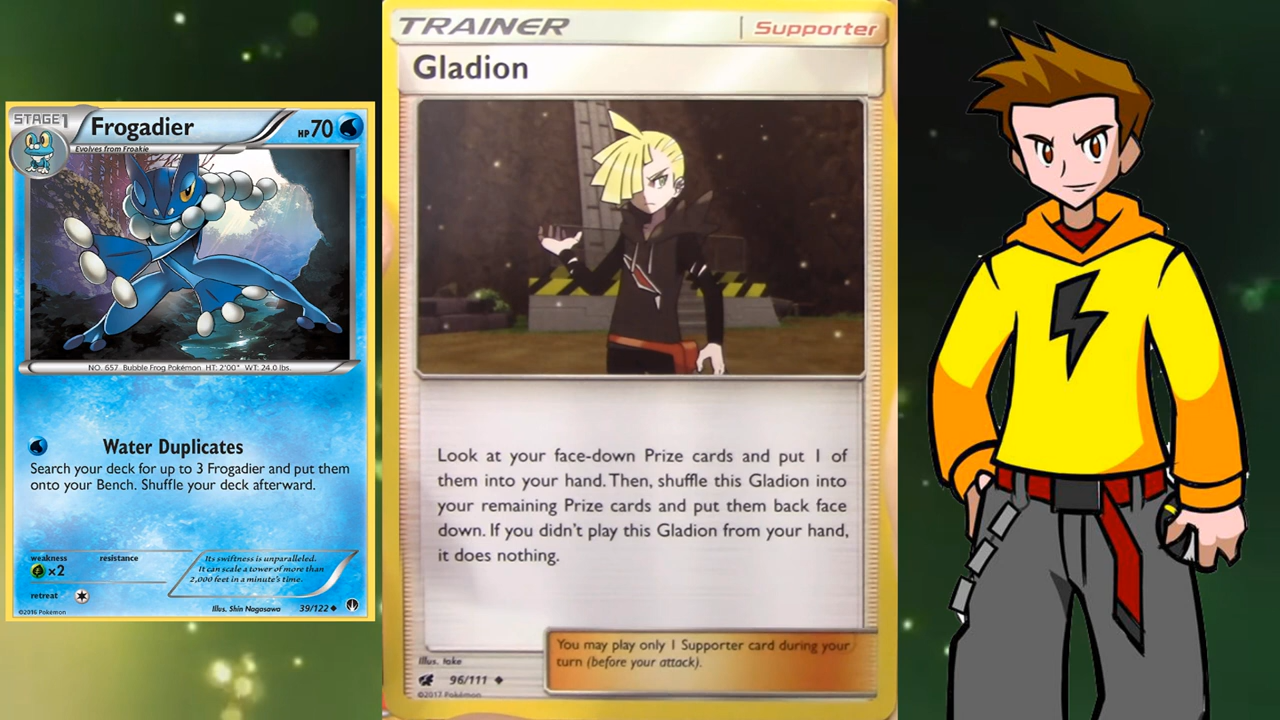 STAGE1
Frogadier
HP70
Evolves from Froakie
NO. 657 Bubble Frog Pokémon HT: 2'00" WT: 24.0 lbs.
Water Duplicates
Search your deck for up to 3 Frogadier and put them
onto your Bench. Shuffle your deck afterward.
weakness
resistance
×2
retreat
Its swiftness is unparalleled.
It can scale a tower of more than
2,000 feet in a minute's time.
Illus. Shin Nagasawa
39/122
©2016 Pokémon
TRAINER
Supporter
Gladion
Look at your face-down Prize cards and put 1 of
them into your hand. Then, shuffle this Gladion into
your remaining Prize cards and put them back face
down. If you didn't play this Gladion from your hand,
it does nothing.
You may play only 1 Supporter card during your
turn (before your attack).
Illus. take
96/111
©2017 Pokémon